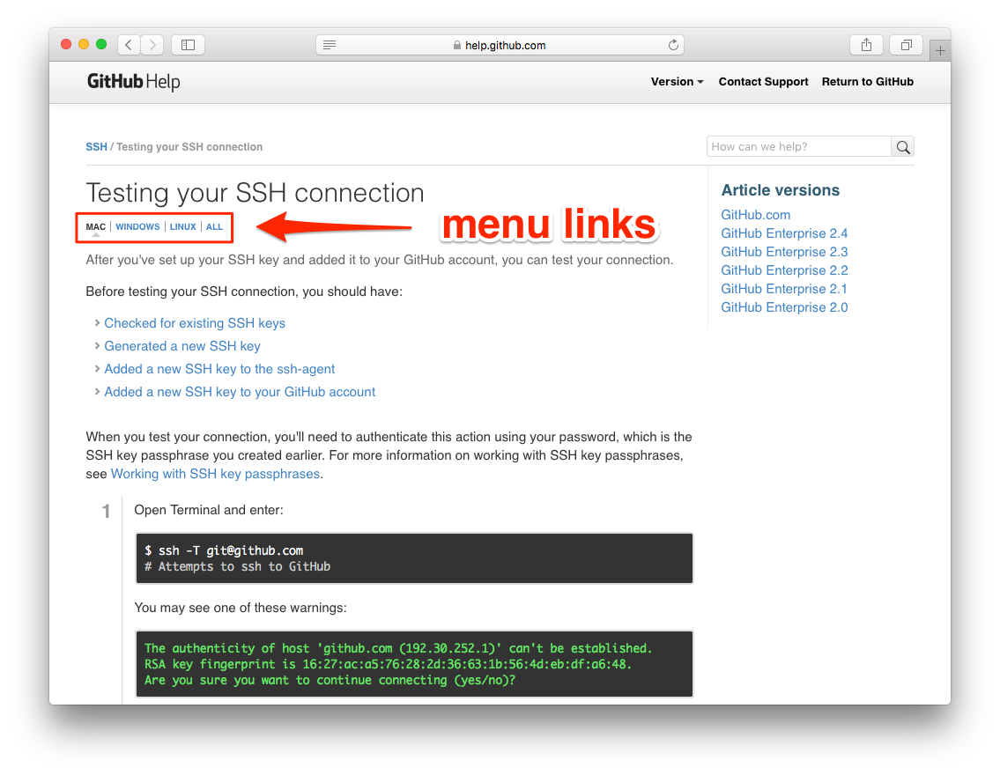 help.github.com
GitHub Help
Version Contact Support Return to GitHub
SSH / Testing your SSH connection
How can we help?
Testing your SSH connection
MAC | WINDOWS | LINUX | ALL
menu links
After you've set up your SSH key and added it to your GitHub account, you can test your connection.
Before testing your SSH connection, you should have:
Checked for existing SSH keys
Generated a new SSH key
Added a new SSH key to the ssh-agent
Added a new SSH key to your GitHub account
When you test your connection, you'll need to authenticate this action using your password, which is the
SSH key passphrase you created earlier. For more information on working with SSH key passphrases,
see Working with SSH key passphrases.
1
Open Terminal and enter:
$ ssh -T git@github.com
# Attempts to ssh to GitHub
You may see one of these warnings:
The authenticity of host 'github.com (192.30.252.1)' can't be established.
RSA key fingerprint is 16:27:ac:a5:76:28:2d:36:63:1b:56:4d:eb:df:a6:48.
Are you sure you want to continue connecting (yes/no)?
Article versions
GitHub.com
GitHub Enterprise 2.4
GitHub Enterprise 2.3
GitHub Enterprise 2.2
GitHub Enterprise 2.1
GitHub Enterprise 2.0